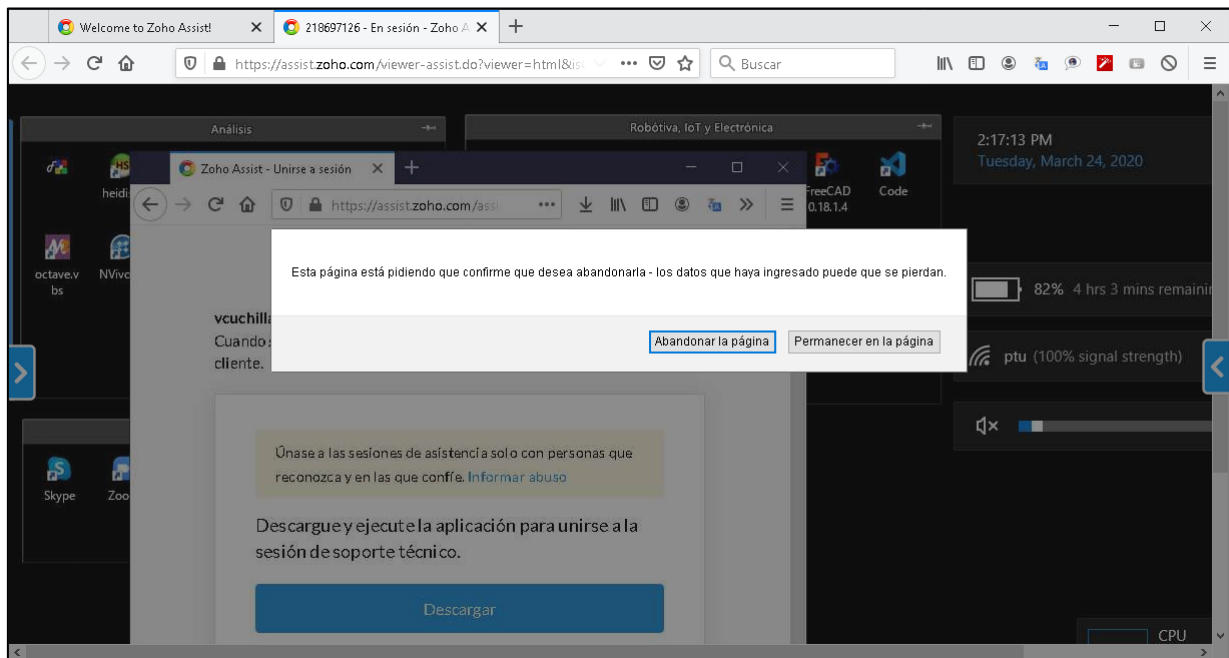 Welcome to Zoho Assist!
218697126 - En sesión - Zoho A
https://assist.zoho.com/viewer-assist.do?viewer=html&is
Buscar
Análisis
Robótiva, IoT y Electrónica
2:17:13 PM
Tuesday, March 24, 2020
Zoho Assist - Unirse a sesión
heidi
FreeCAD
0.18.1.4
Code
https://assist.zoho.com/assi
Esta página está pidiendo que confirme que desea abandonarla - los datos que haya ingresado puede que se pierdan.
octave.v
bs
NVivo
82% 4 hrs 3 mins remainin
vcuchilla
Cuando
cliente.
Abandonar la página
Permanecer en la página
ptu (100% signal strength)
Únase a las sesiones de asistencia solo con personas que
reconozca y en las que confíe. Informar abuso
Skype
Zoo
Descargue y ejecute la aplicación para unirse a la
sesión de soporte técnico.
Descargar
CPU